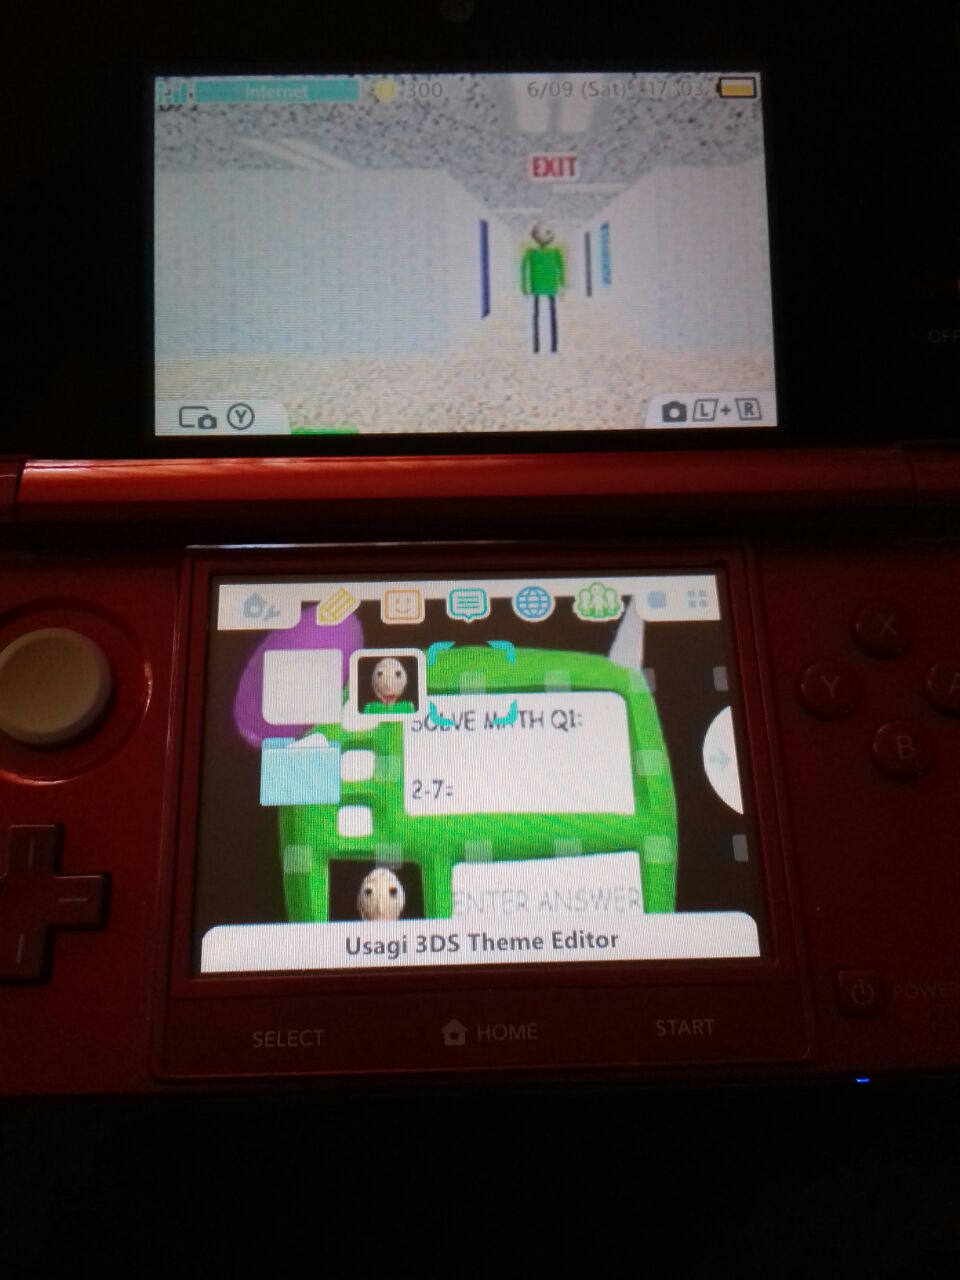 Internet 300 6/09 (Sat) 17:03
EXIT
Y
L + R
OFF
SOLVE MATH Q1:
2-7=
ENTER ANSWER
Usagi 3DS Theme Editor
X
Y
A
B
SELECT
HOME
START
POWER